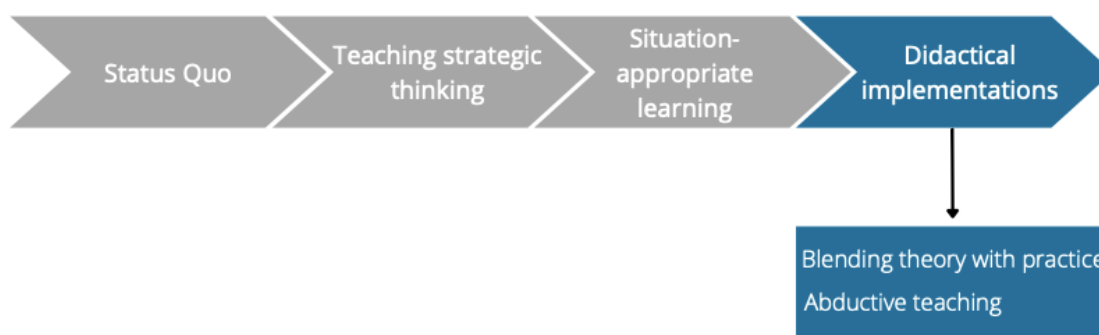 Status Quo
Teaching strategic
thinking
Situation-
appropriate
learning
Didactical
implementations
Blending theory with practice
Abductive teaching